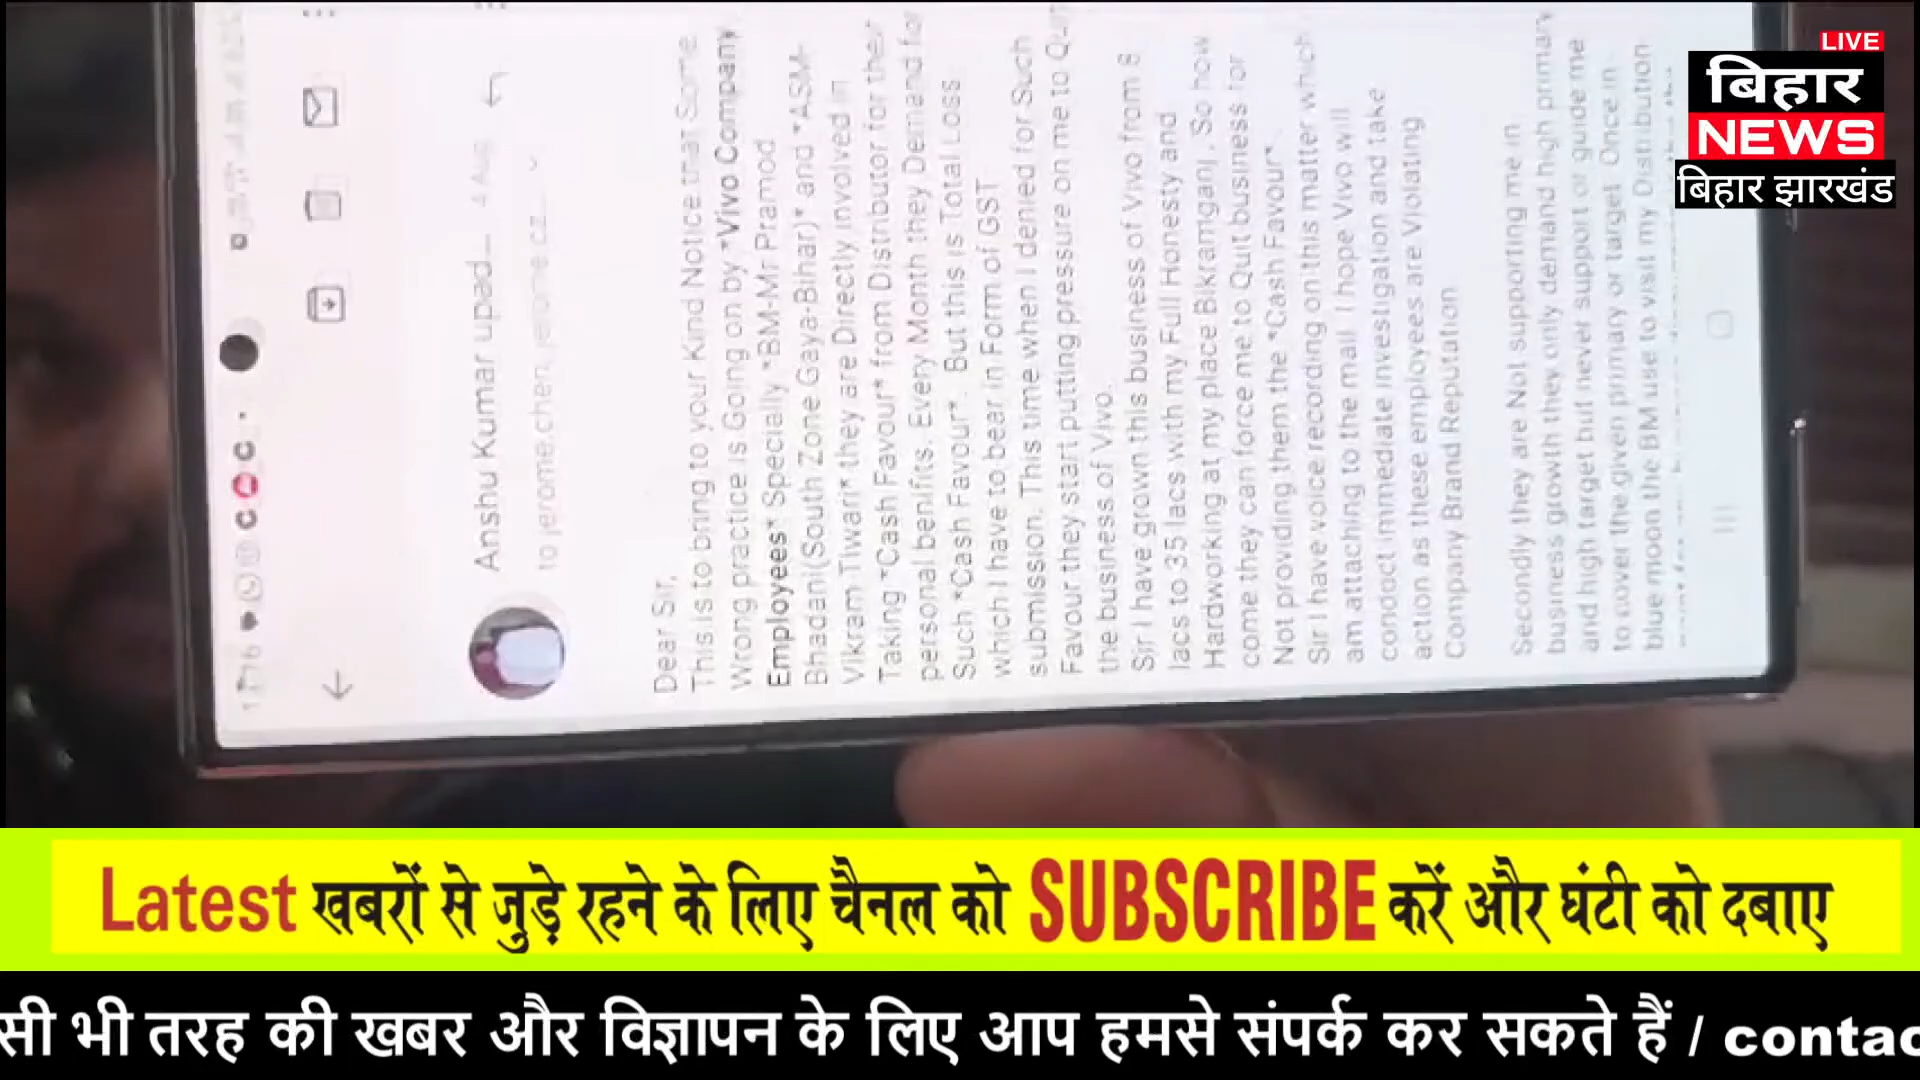 LIVE
बिहार
NEWS
बिहार झारखंड
Anshu Kumar upad... 4 Aug
to jerome.chen, jerome.cz...
Dear Sir,
This is to bring to your Kind Notice that Some
Wrong practice is Going on by *Vivo Company
Employees* Specially *BM-Mr Pramod
Bhadani(South Zone Gaya-Bihar)* and *ASM-
Vikram Tiwari* they are Directly involved in
Taking *Cash Favour* from Distributor for their
personal benifits. Every Month they Demand for
Such *Cash Favour*. But this is Total Loss
which I have to bear in Form of GST
submission. This time when I denied for Such
Favour they start putting pressure on me to Quit
the business of Vivo.
Sir I have grown this business of Vivo from 8
lacs to 35 lacs with my Full Honesty and
Hardworking at my place Bikramganj. So how
come they can force me to Quit business for
Not providing them the *Cash Favour*.
Sir I have voice recording on this matter which
am attaching to the mail. I hope Vivo will
condoct immediate investigation and take
action as these employees are Violating
Company Brand Reputation
Secondly they are Not supporting me in
business growth they only demand high primary
and high target but never support or guide me
to cover the given primary or target. Once in
blue moon the BM use to visit my Distribution
Latest खबरों से जुड़े रहने के लिए चैनल को SUBSCRIBE करें और घंटी को दबाए
सी भी तरह की खबर और विज्ञापन के लिए आप हमसे संपर्क कर सकते हैं / contac